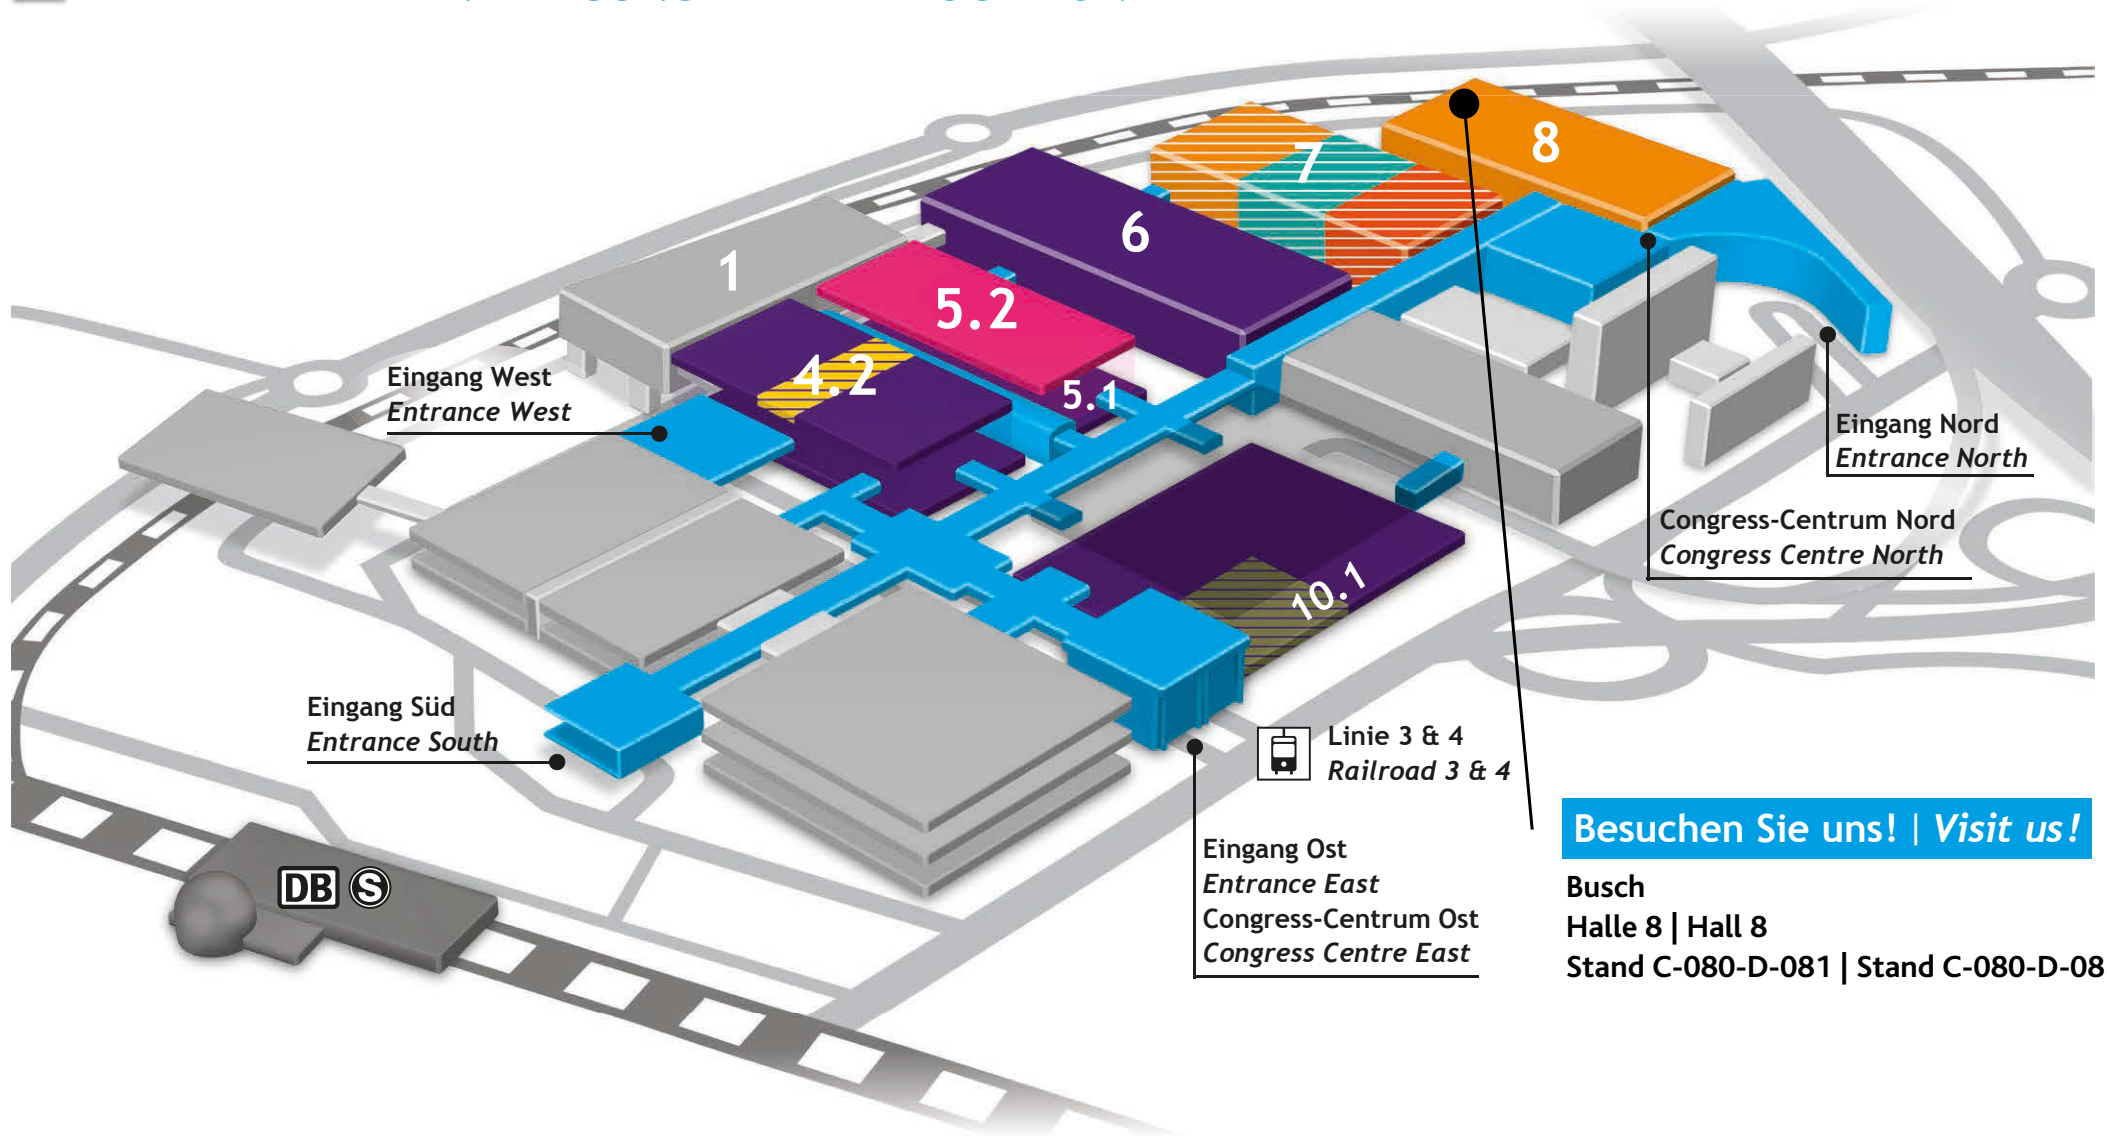 8
7
6
1
5.2
4.2
5.1
Eingang West
Entrance West
Eingang Nord
Entrance North
Congress-Centrum Nord
Congress Centre North
10.1
Eingang Süd
Entrance South
Linie 3 & 4
Railroad 3 & 4
Besuchen Sie uns! | Visit us!
Eingang Ost
Entrance East
Congress-Centrum Ost
Congress Centre East
Busch
Halle 8 | Hall 8
Stand C-080-D-081 | Stand C-080-D-08
DB S